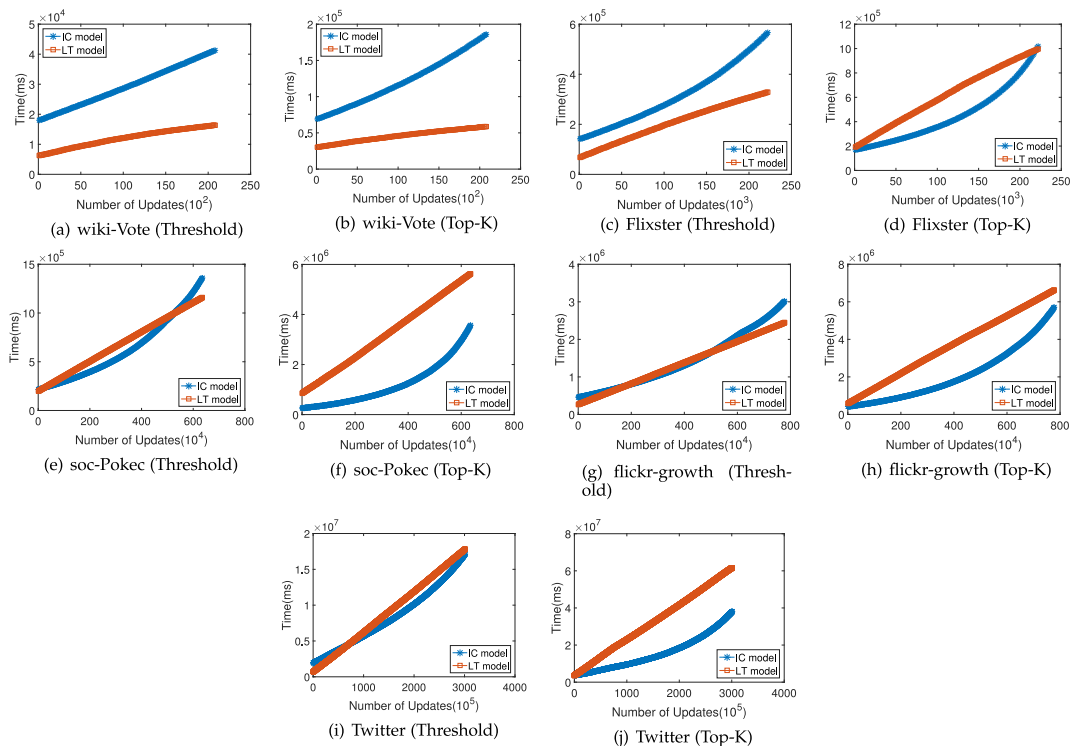 ×10^4
5
4
3
2
1
0
Time(ms)
IC model
LT model
0 50 100 150 200 250
Number of Updates(10^2)
(a) wiki-Vote (Threshold)
×10^5
2
1.5
1
0.5
0
Time(ms)
IC model
LT model
0 50 100 150 200 250
Number of Updates(10^2)
(b) wiki-Vote (Top-K)
×10^5
6
4
2
0
Time(ms)
IC model
LT model
0 50 100 150 200 250
Number of Updates(10^3)
(c) Flixster (Threshold)
×10^5
12
10
8
6
4
2
0
Time(ms)
IC model
LT model
0 50 100 150 200 250
Number of Updates(10^3)
(d) Flixster (Top-K)
×10^5
15
10
5
0
Time(ms)
IC model
LT model
0 200 400 600 800
Number of Updates(10^4)
(e) soc-Pokec (Threshold)
×10^6
6
4
2
0
Time(ms)
IC model
LT model
0 200 400 600 800
Number of Updates(10^4)
(f) soc-Pokec (Top-K)
×10^6
4
3
2
1
0
Time(ms)
IC model
LT model
0 200 400 600 800
Number of Updates(10^4)
(g) flickr-growth (Thresh-
old)
×10^6
8
6
4
2
0
Time(ms)
IC model
LT model
0 200 400 600 800
Number of Updates(10^4)
(h) flickr-growth (Top-K)
×10^7
2
1.5
1
0.5
0
Time(ms)
IC model
LT model
0 1000 2000 3000 4000
Number of Updates(10^5)
(i) Twitter (Threshold)
×10^7
8
6
4
2
0
Time(ms)
IC model
LT model
0 1000 2000 3000 4000
Number of Updates(10^5)
(j) Twitter (Top-K)